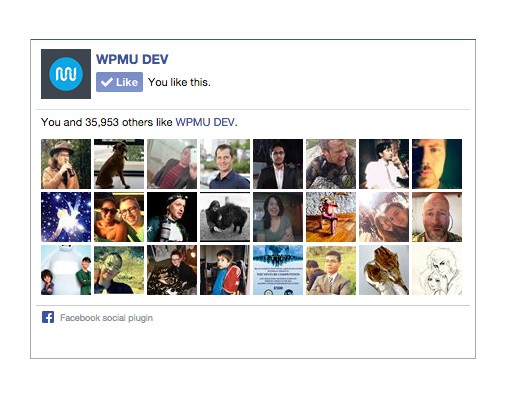 WPMU DEV
Like You like this.
You and 35,953 others like WPMU DEV.
Facebook social plugin